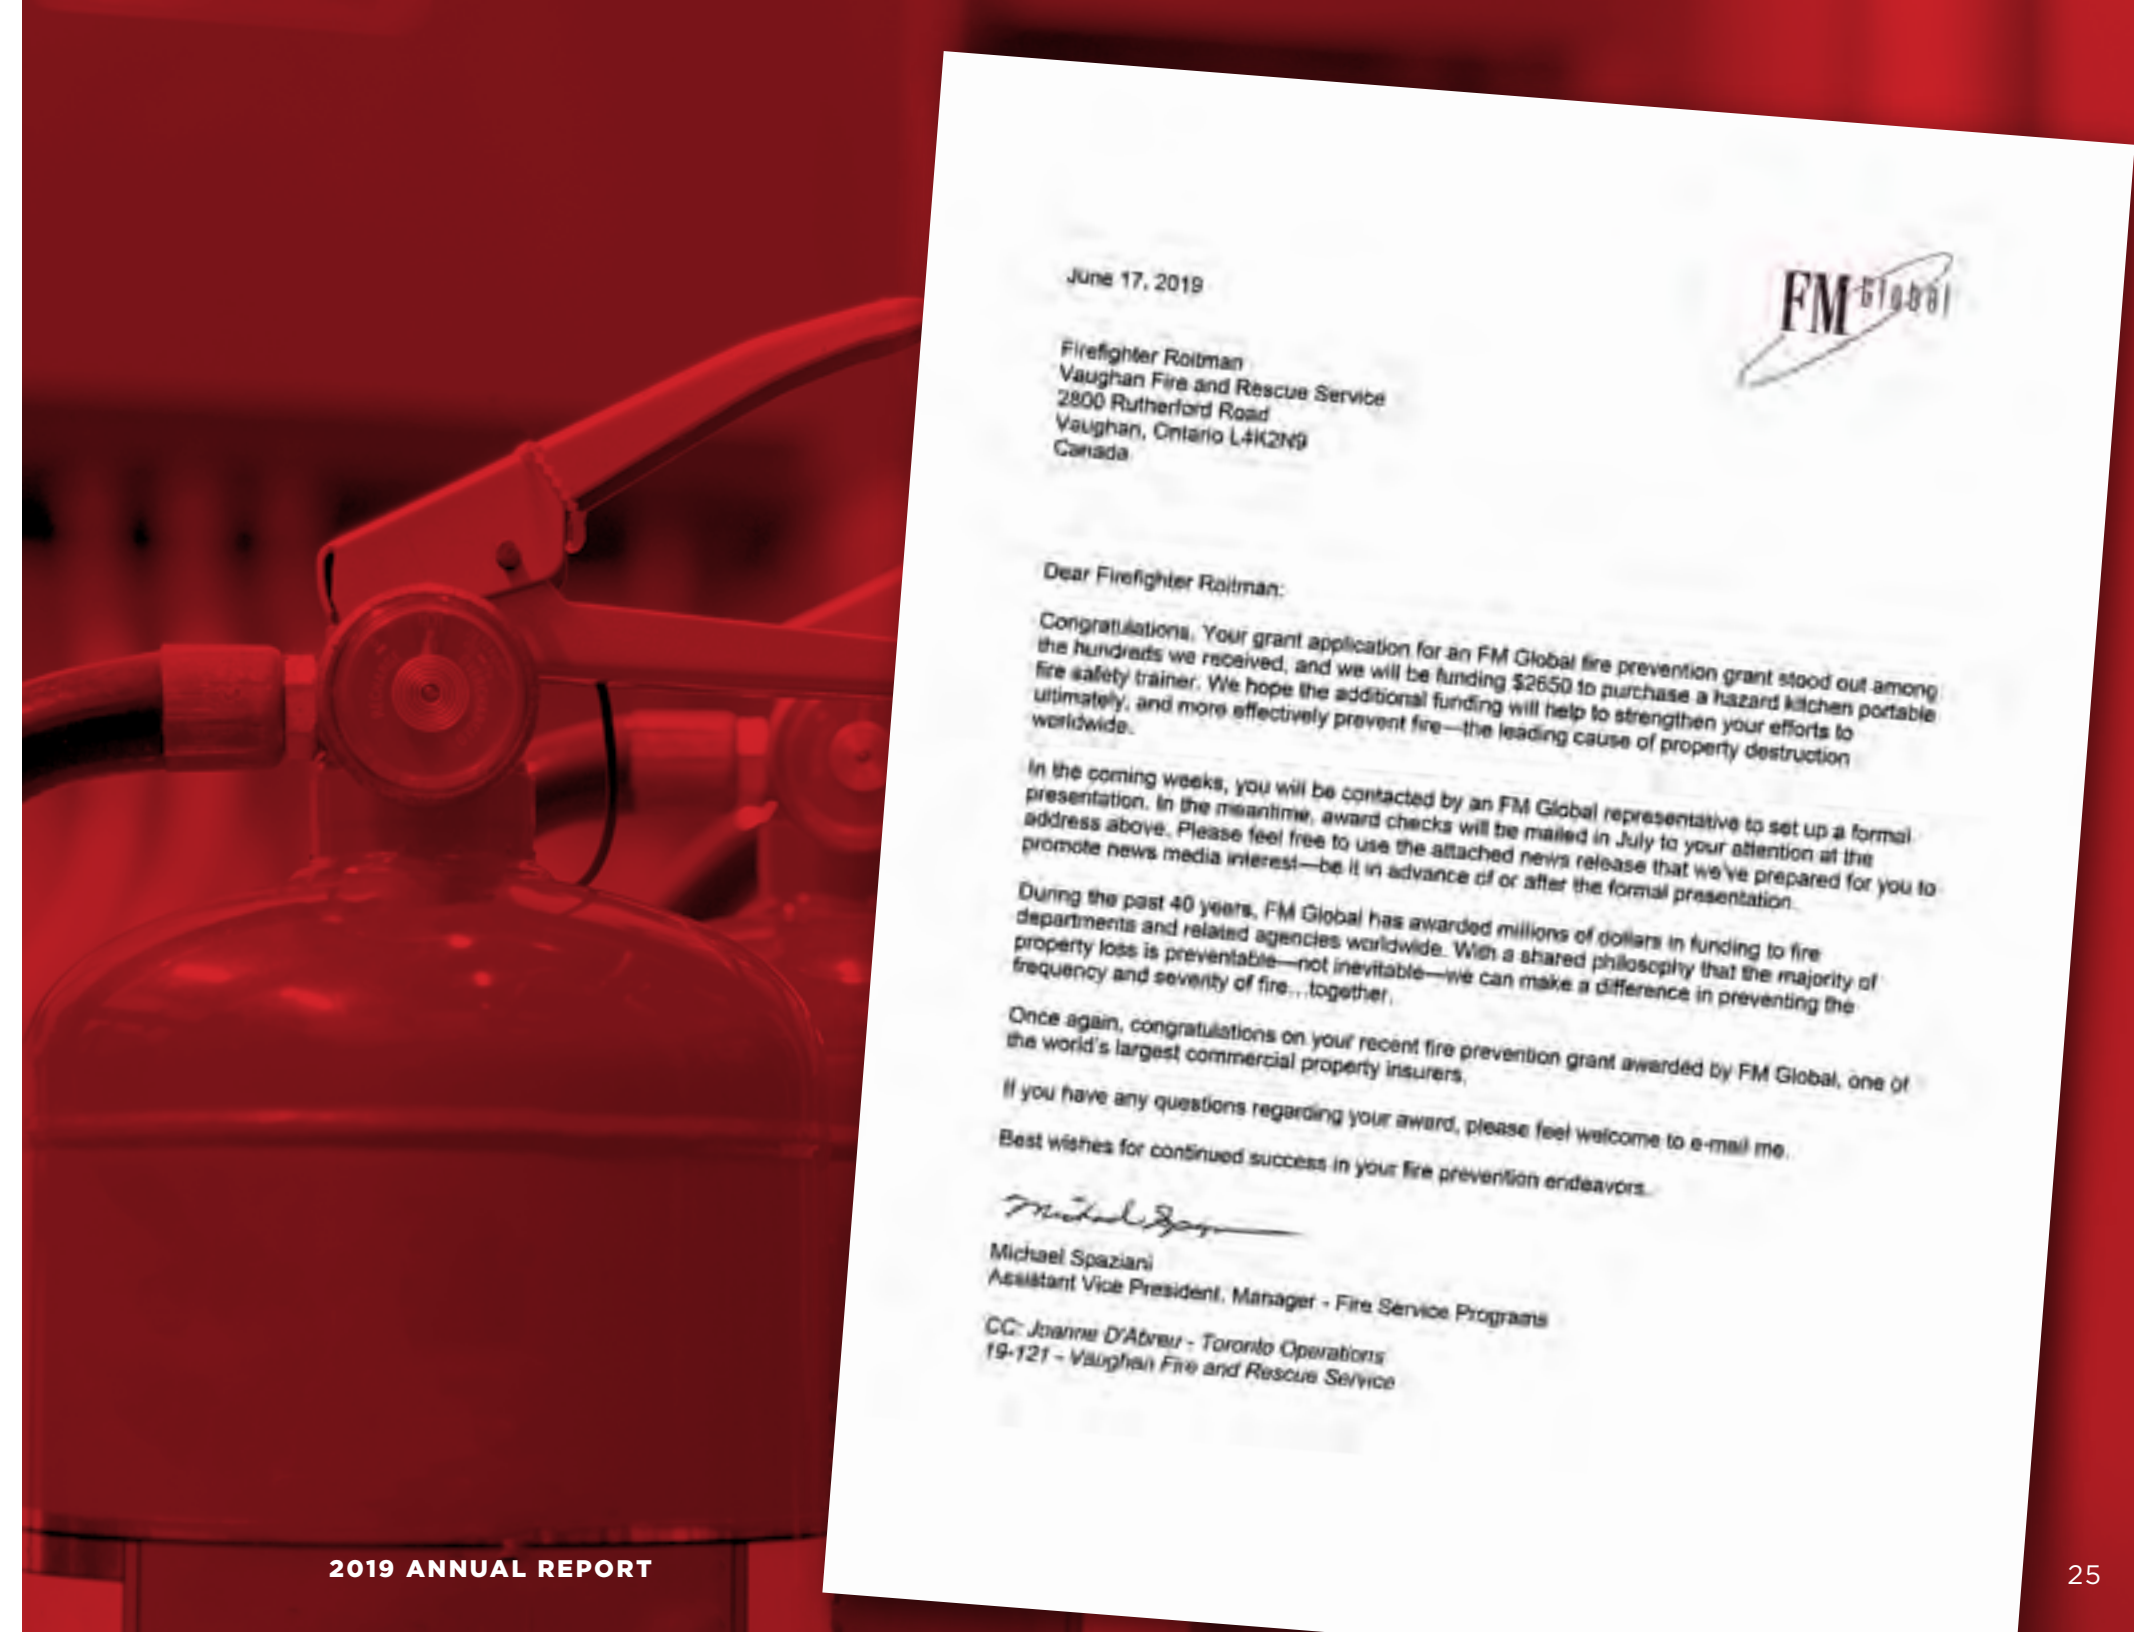 June 17, 2019
FM Global
Firefighter Roitman
Vaughan Fire and Rescue Service
2800 Rutherford Road
Vaughan, Ontario L4K2N9
Canada
Dear Firefighter Roitman:
Congratulations. Your grant application for an FM Global fire prevention grant stood out among
the hundreds we received, and we will be funding $2650 to purchase a hazard kitchen portable
fire safety trainer. We hope the additional funding will help to strengthen your efforts to
ultimately, and more effectively prevent fire—the leading cause of property destruction
worldwide.
In the coming weeks, you will be contacted by an FM Global representative to set up a formal
presentation. In the meantime, award checks will be mailed in July to your attention at the
address above. Please feel free to use the attached news release that we've prepared for you to
promote news media interest—be it in advance of or after the formal presentation.
During the past 40 years, FM Global has awarded millions of dollars in funding to fire
departments and related agencies worldwide. With a shared philosophy that the majority of
property loss is preventable—not inevitable—we can make a difference in preventing the
frequency and severity of fire...together.
Once again, congratulations on your recent fire prevention grant awarded by FM Global, one of
the world's largest commercial property insurers.
If you have any questions regarding your award, please feel welcome to e-mail me.
Best wishes for continued success in your fire prevention endeavors.
Michael Spaziani
Assistant Vice President, Manager - Fire Service Programs
CC: Joanne D'Abreu - Toronto Operations
19-121 - Vaughan Fire and Rescue Service
2019 ANNUAL REPORT
25